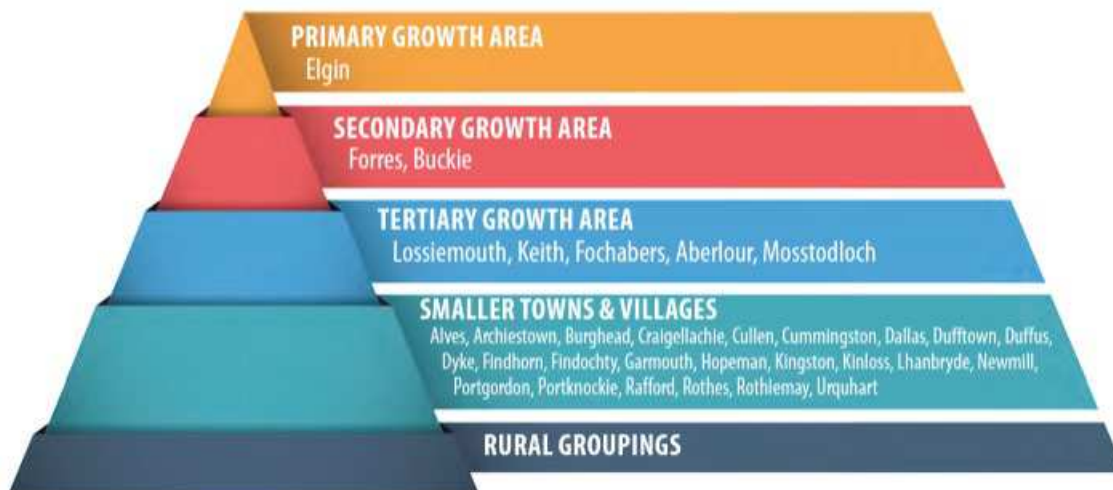 PRIMARY GROWTH AREA
Elgin
SECONDARY GROWTH AREA
Forres, Buckie
TERTIARY GROWTH AREA
Lossiemouth, Keith, Fochabers, Aberlour, Mosstodloch
SMALLER TOWNS & VILLAGES
Alves, Archiestown, Burghead, Craigellachie, Cullen, Cummingston, Dallas, Dufftown, Duffus,
Dyke, Findhorn, Findochty, Garmouth, Hopeman, Kingston, Kinloss, Lhanbryde, Newmill,
Portgordon, Portknockie, Rafford, Rothes, Rothiemay, Urquhart
RURAL GROUPINGS